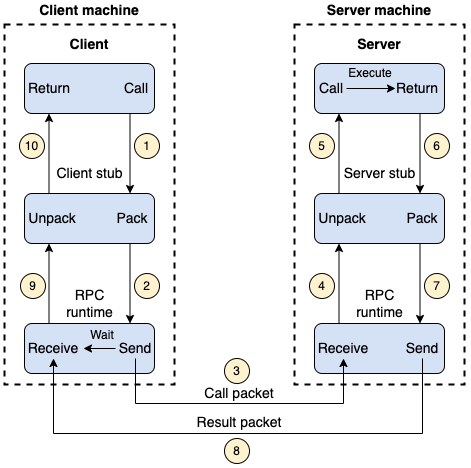 Client machine
Server machine
Client
Server
Return Call
Execute
Call Return
10
1
5
6
Client stub
Server stub
Unpack Pack
Unpack Pack
9
2
4
7
RPC
runtime
RPC
runtime
Wait
Receive Send
Receive Send
3
Call packet
Result packet
8